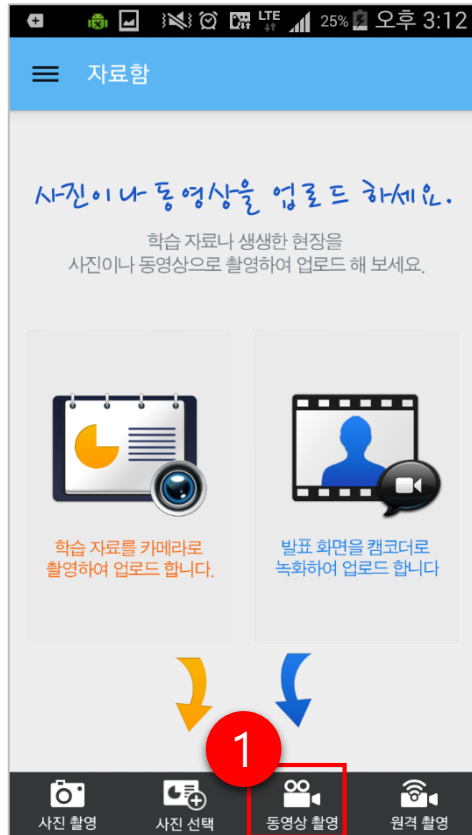 LTE 25% 오후 3:12
자료함
사진이나 동영상을 업로드 하세요.
학습 자료나 생생한 현장을
사진이나 동영상으로 촬영하여 업로드 해 보세요.
학습 자료를 카메라로
촬영하여 업로드 합니다.
발표 화면을 캠코더로
녹화하여 업로드 합니다
1
사진 촬영 사진 선택 동영상 촬영 원격 촬영